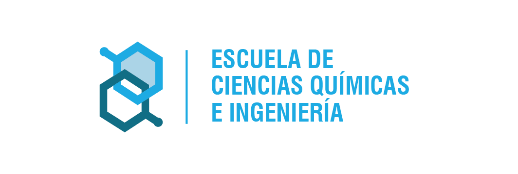 ESCUELA DE
CIENCIAS QUÍMICAS
E INGENIERÍA